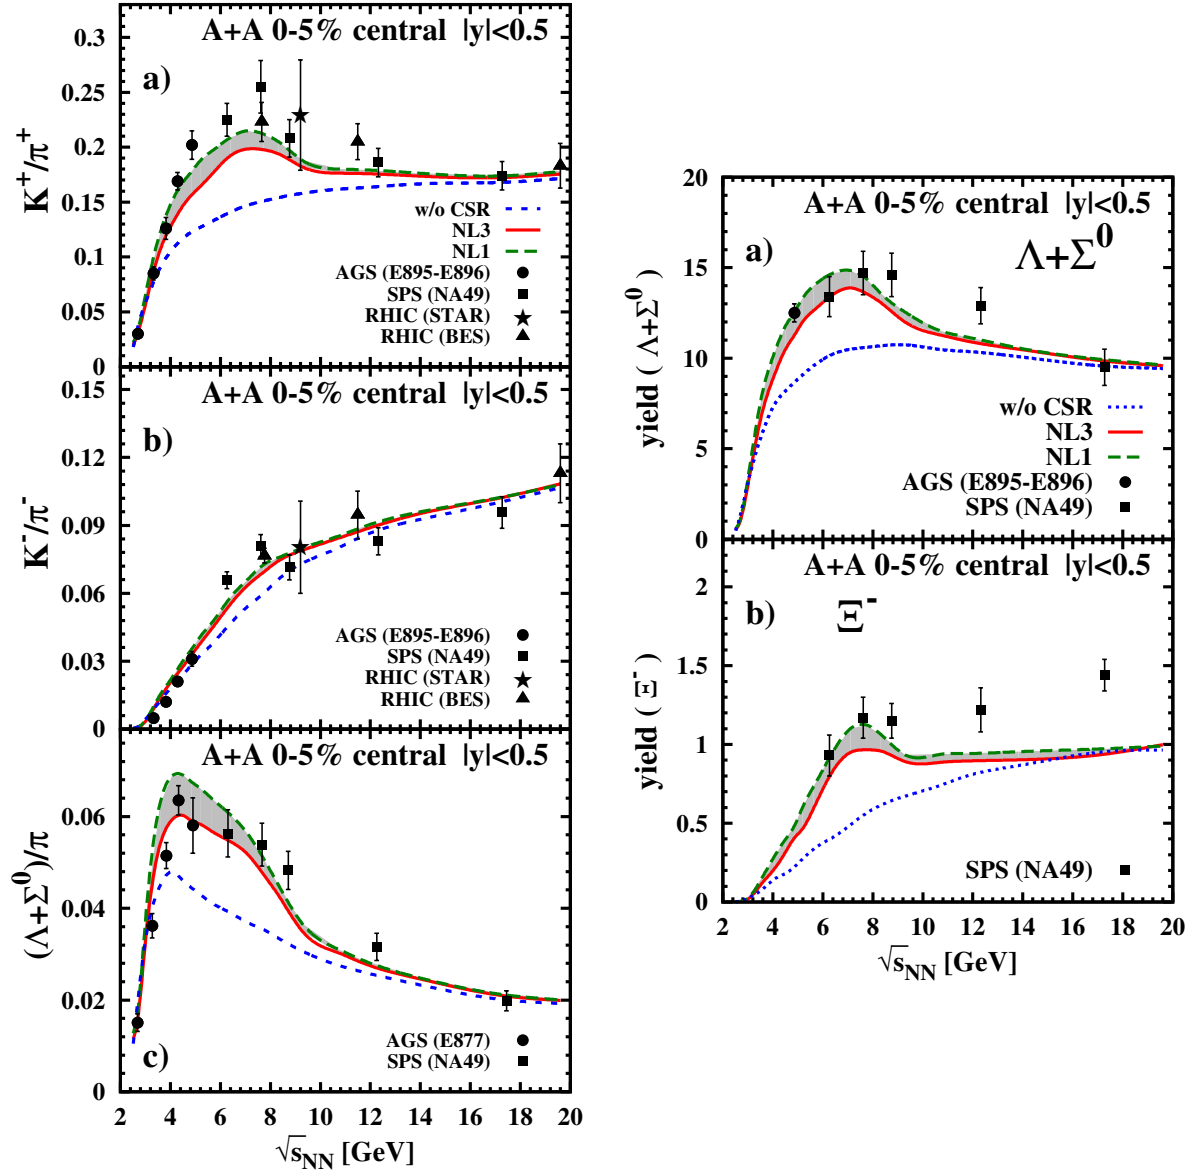 A+A 0-5% central |y|<0.5
a)
K⁺/π⁺
0.3
0.25
0.2
0.15
0.1
0.05
0
w/o CSR
NL3
NL1
AGS (E895-E896)
SPS (NA49)
RHIC (STAR)
RHIC (BES)
A+A 0-5% central |y|<0.5
b)
K⁻/π⁻
0.15
0.12
0.09
0.06
0.03
0
AGS (E895-E896)
SPS (NA49)
RHIC (STAR)
RHIC (BES)
A+A 0-5% central |y|<0.5
(Λ+Σ⁰)/π
0.06
0.04
0.02
0
AGS (E877)
SPS (NA49)
c)
2 4 6 8 10 12 14 16 18 20
√s_NN [GeV]
A+A 0-5% central |y|<0.5
a)
Λ+Σ⁰
yield ( Λ+Σ⁰)
20
15
10
5
0
w/o CSR
NL3
NL1
AGS (E895-E896)
SPS (NA49)
A+A 0-5% central |y|<0.5
b)
Ξ⁻
yield ( Ξ⁻)
2
1.5
1
0.5
0
SPS (NA49)
2 4 6 8 10 12 14 16 18 20
√s_NN [GeV]